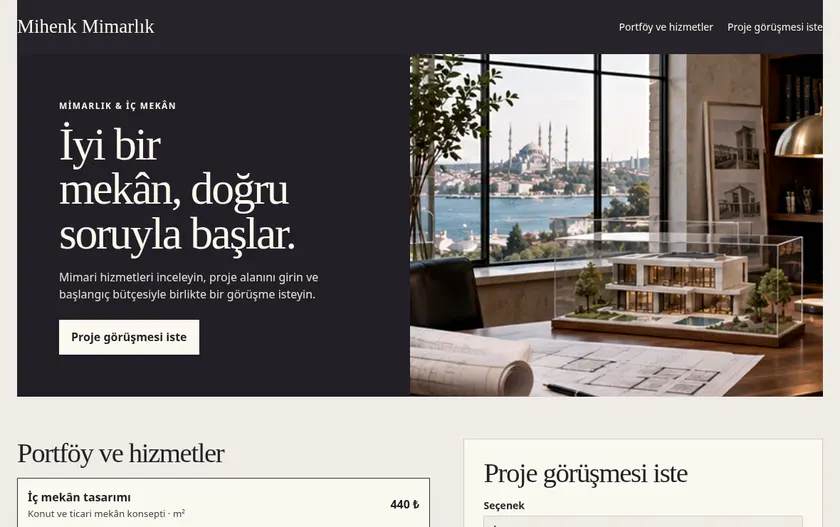 Mihenk Mimarlık
Portföy ve hizmetler
Proje görüşmesi iste
MİMARLIK & İÇ MEKÂN
İyi bir
mekân, doğru
soruyla başlar.
Mimari hizmetleri inceleyin, proje alanını girin ve
başlangıç bütçesiyle birlikte bir görüşme isteyin.
Proje görüşmesi iste
Portföy ve hizmetler
İç mekân tasarımı
Konut ve ticari mekân konsepti · m²
440 ₺
Proje görüşmesi iste
Seçenek